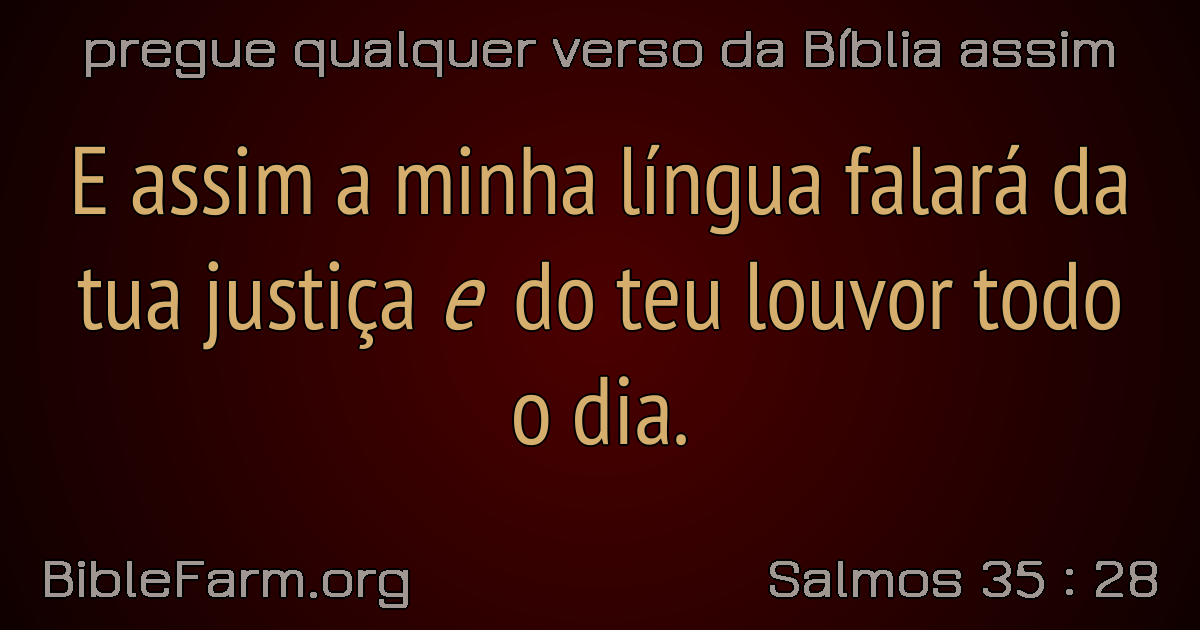 pregue qualquer verso da Bíblia assim
E assim a minha língua falará da
tua justiça e do teu louvor todo
o dia.
BibleFarm.org
Salmos 35 : 28